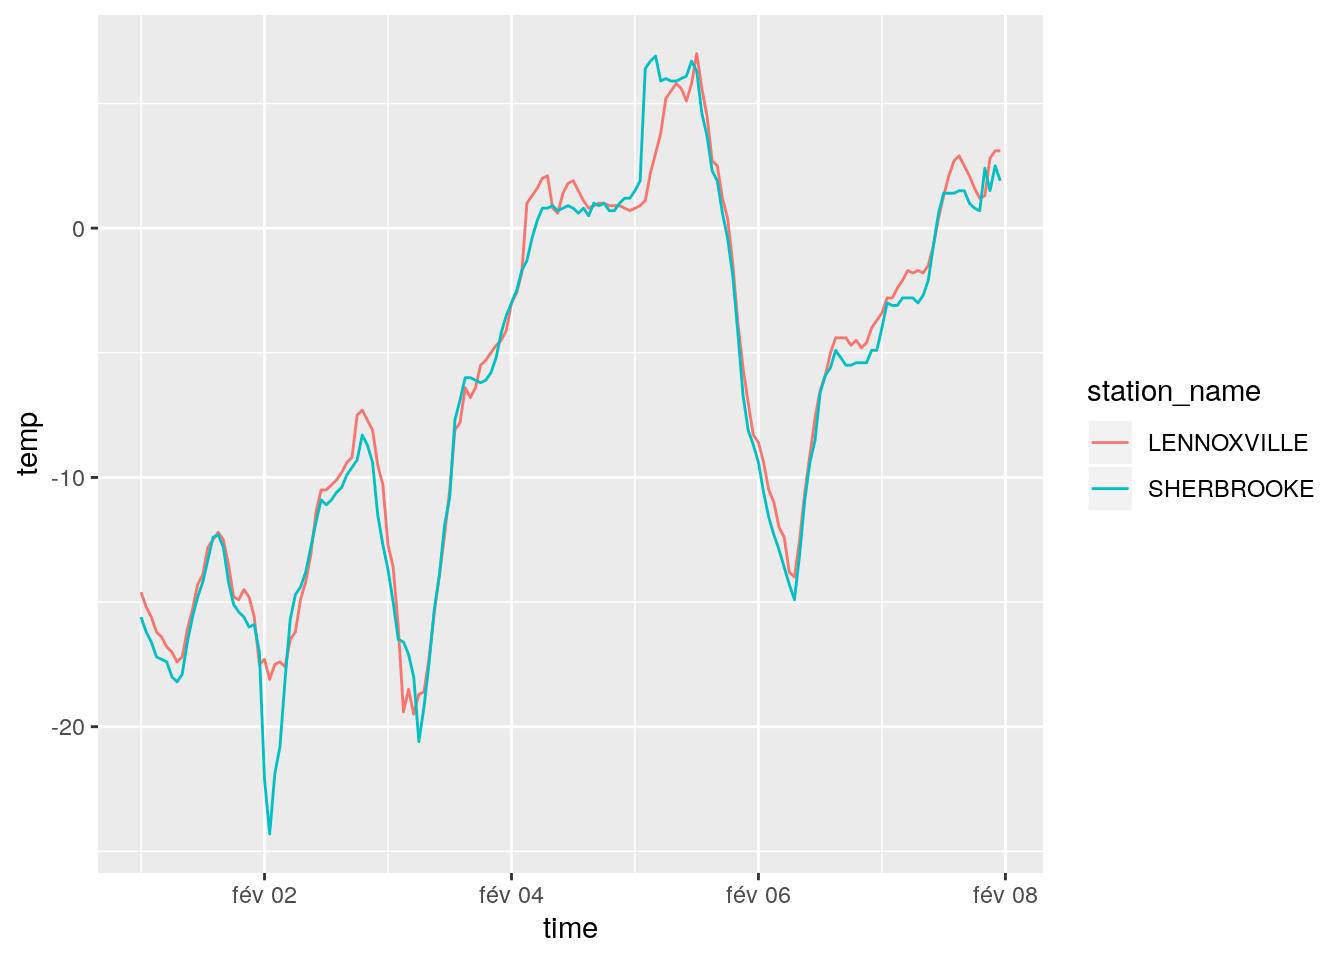 0
-10
-20
temp
fév 02
fév 04
fév 06
fév 08
time
station_name
LENNOXVILLE
SHERBROOKE